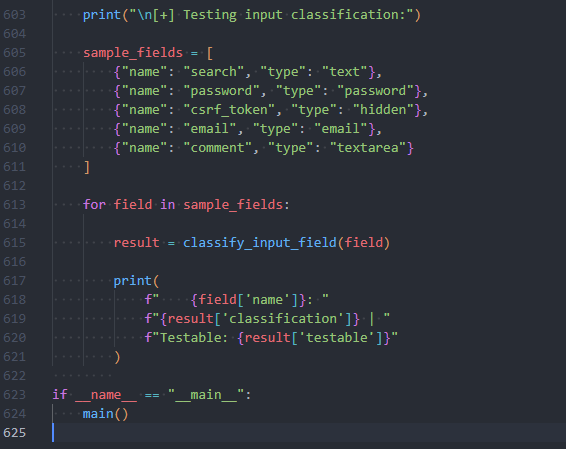 603 print("\n[+] Testing input classification:")
604
605 sample_fields = [
606 {"name": "search", "type": "text"},
607 {"name": "password", "type": "password"},
608 {"name": "csrf_token", "type": "hidden"},
609 {"name": "email", "type": "email"},
610 {"name": "comment", "type": "textarea"}
611 ]
612
613 for field in sample_fields:
614
615 result = classify_input_field(field)
616
617 print(
618 f"    {field['name']}: "
619 f"{result['classification']} | "
620 f"Testable: {result['testable']}"
621 )
622
623 if __name__ == "__main__":
624 main()
625